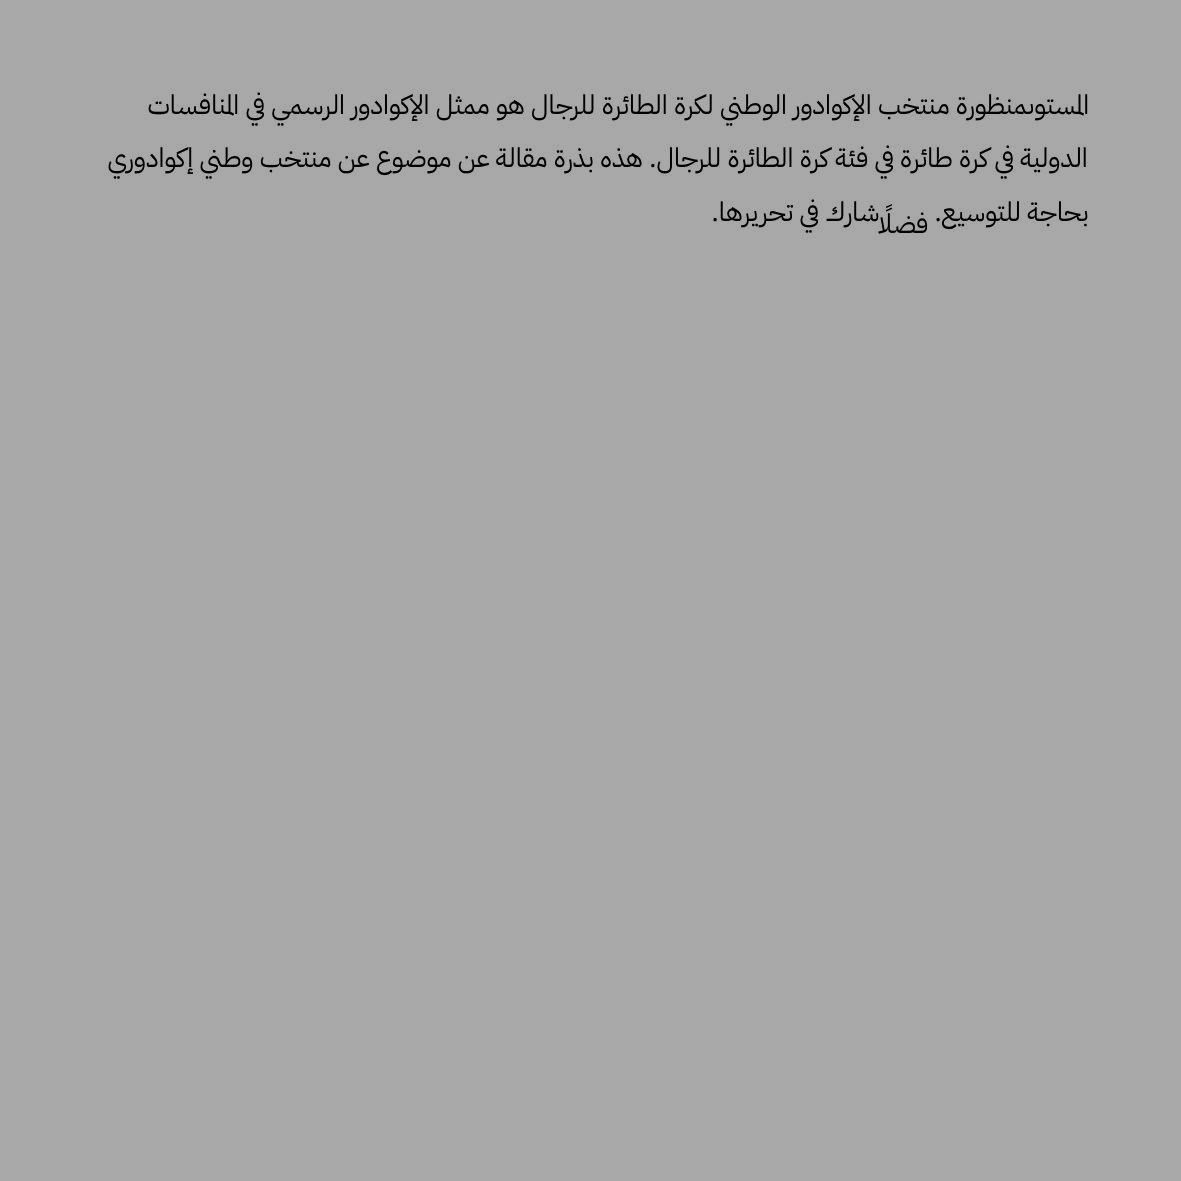 المستوىمنظورة منتخب الإكوادور الوطني لكرة الطائرة للرجال هو ممثل الإكوادور الرسمي في المنافسات
الدولية في كرة طائرة في فئة كرة الطائرة للرجال. هذه بذرة مقالة عن موضوع عن منتخب وطني إكوادوري
بحاجة للتوسيع. فضلًا شارك في تحريرها.